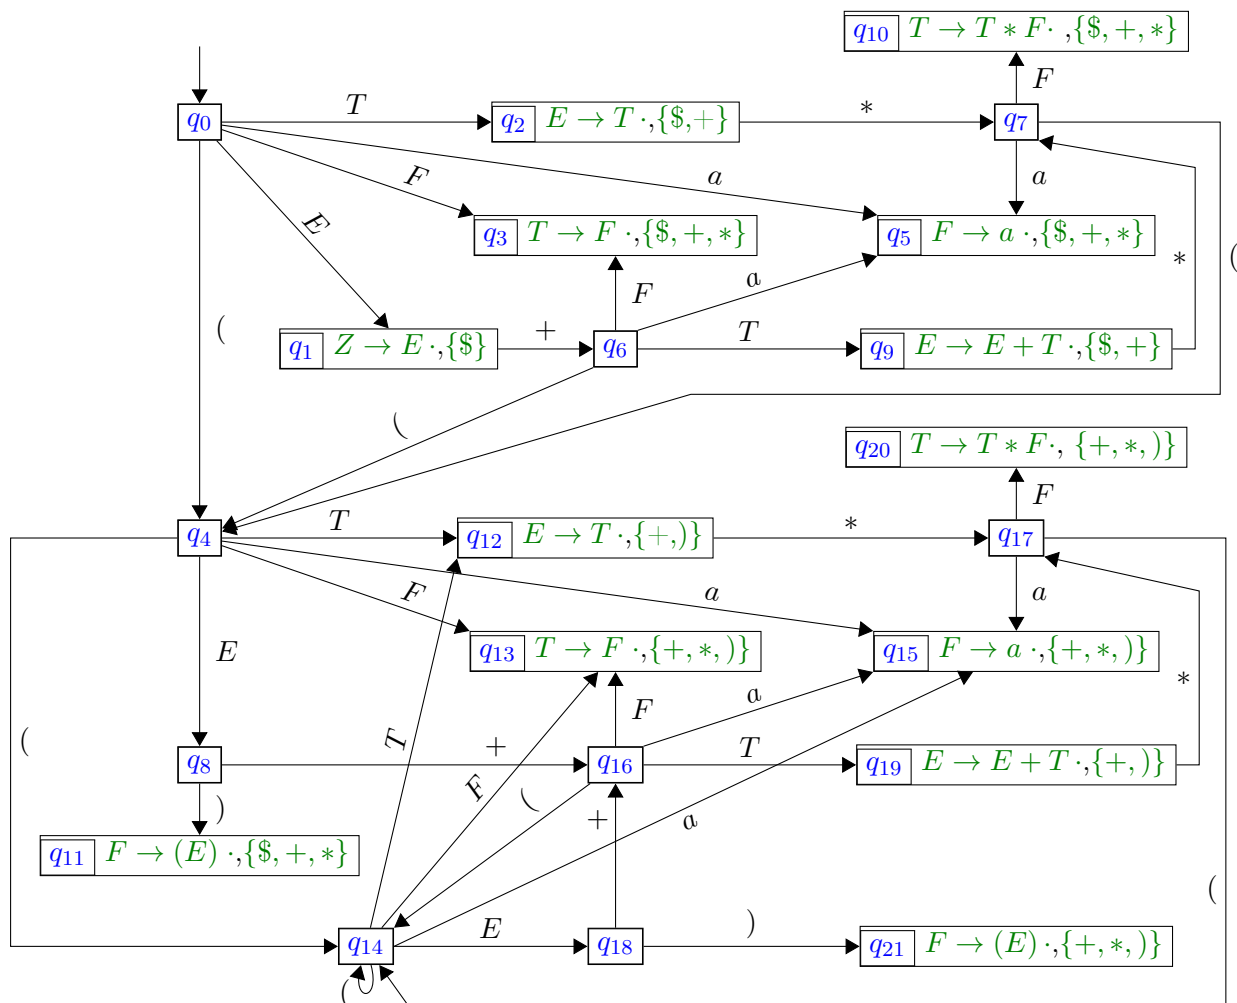 q10 T → T * F· ,{$, +, *}
F
T
*
q0
q2 E → T ·,{$,+}
q7
F
a
a
E
q3 T → F ·,{$, +, *}
q5 F → a ·,{$, +, *}
*
(
a
F
(
+
T
q1 Z → E ·,{$}
q6
q9 E → E + T ·,{$, +}
(
q20 T → T * F·, {+, *, )}
F
T
*
q4
q12 E → T ·,{+,)}
q17
F
a
a
E
q13 T → F ·,{+, *, )}
q15 F → a ·,{+, *, )}
*
a
F
(
T
+
T
q8
q16
q19 E → E + T ·,{+, )}
F
(
)
+
a
q11 F → (E) ·,{$, +, *}
(
E
)
q14
q18
q21 F → (E) ·,{+, *, )}
(